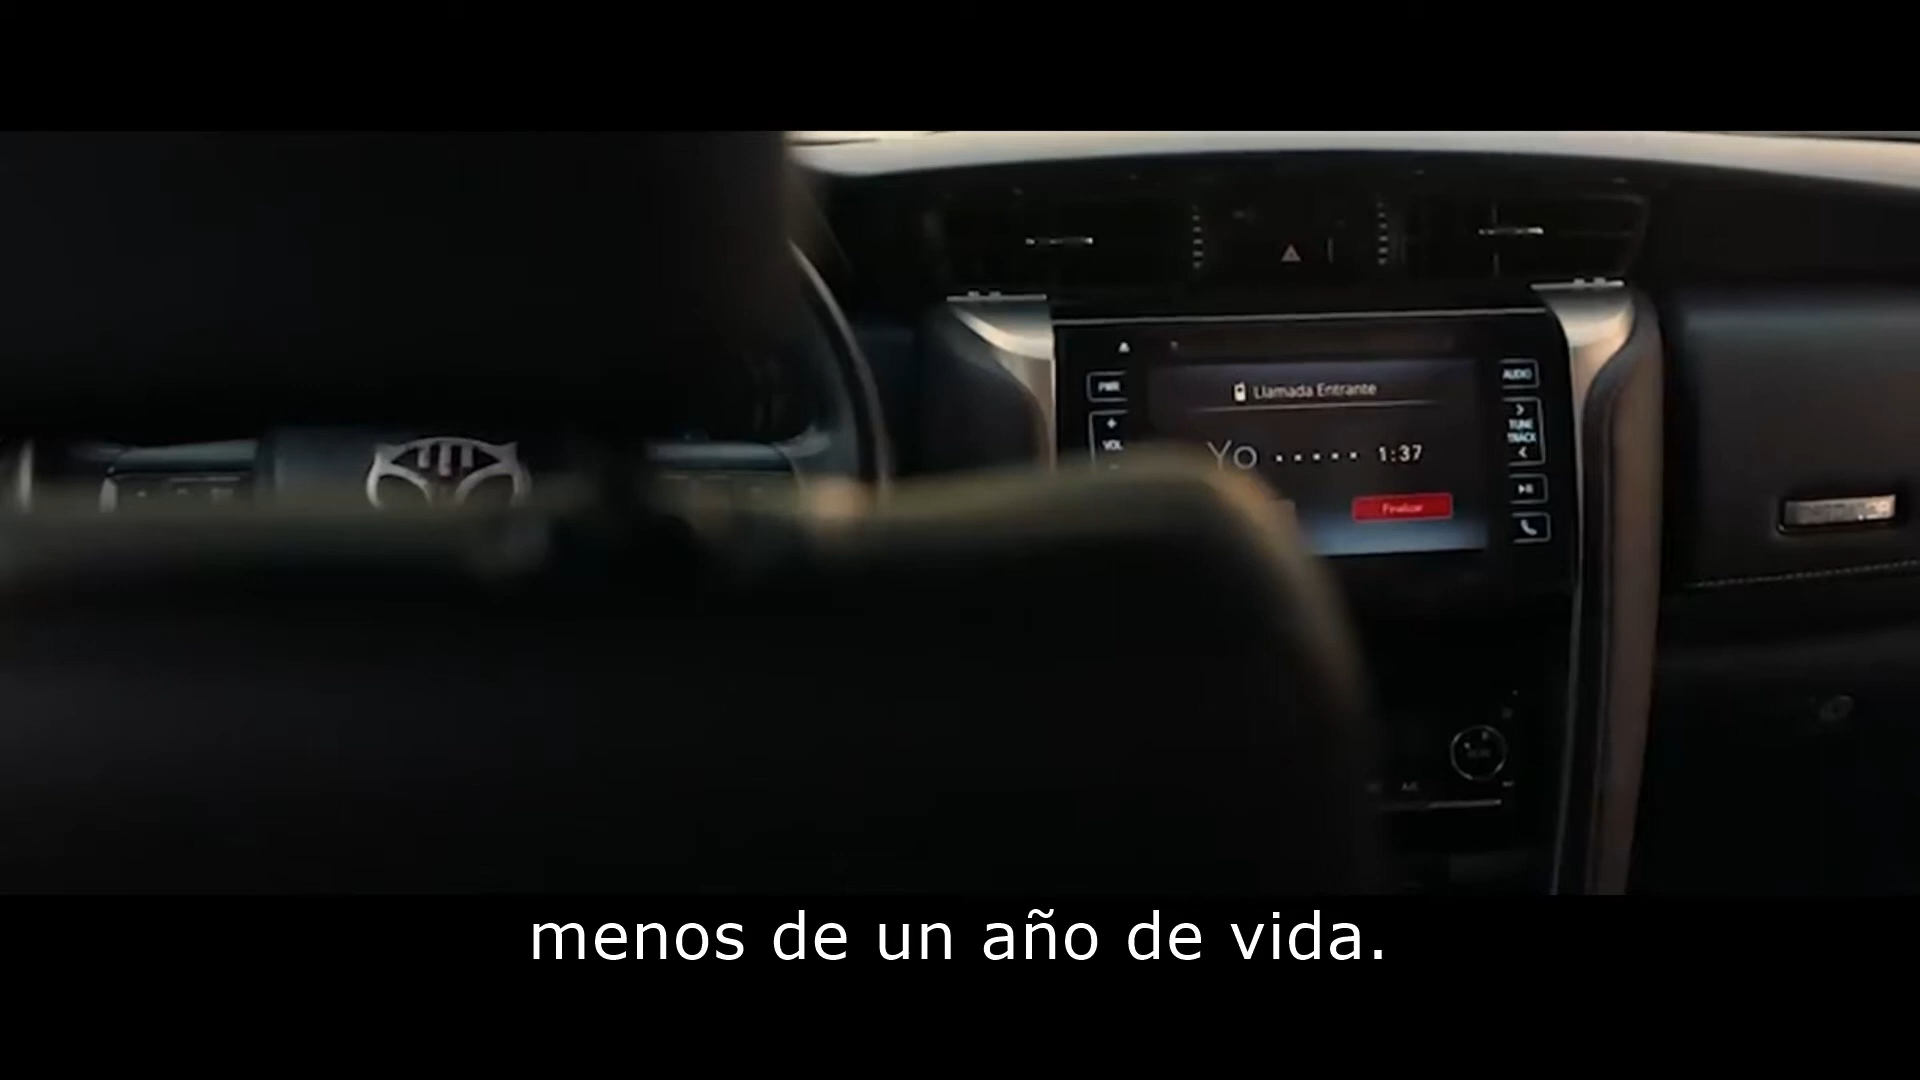 Llamada Entrante
PWR
AUDIO
+
VOL
-
TUNE
TRACK
Yo ····· 1:37
Finalizar
menos de un año de vida.